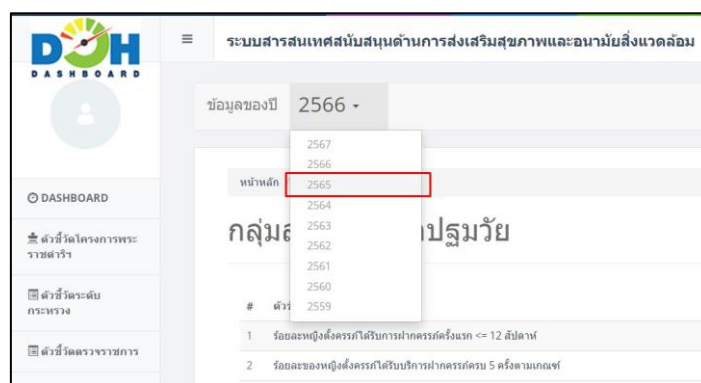 DOH
DASHBOARD
ระบบสารสนเทศสนับสนุนด้านการส่งเสริมสุขภาพและอนามัยสิ่งแวดล้อม
ข้อมูลของปี 2566
2567
2566
หน้าหลัก 2565
2564
กลุ่ม 2563 ปฐมวัย
2562
2561
2560
# ตัว 2559
1 ร้อยละหญิงตั้งครรภ์ได้รับการฝากครรภ์ครั้งแรก <= 12 สัปดาห์
2 ร้อยละของหญิงตั้งครรภ์ได้รับบริการฝากครรภ์ครบ 5 ครั้งตามเกณฑ์
DASHBOARD
ตัวชี้วัดโครงการพระ
ราชดำริฯ
ตัวชี้วัดระดับ
กระทรวง
ตัวชี้วัดตรวจราชการ